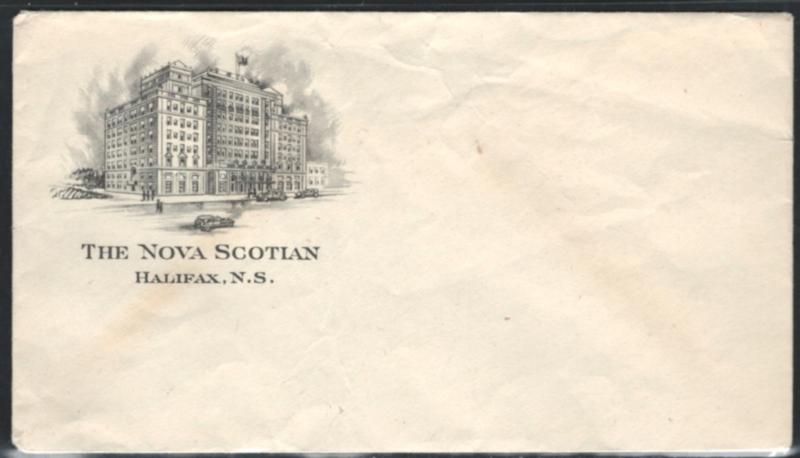 THE NOVA SCOTIAN
HALIFAX, N.S.